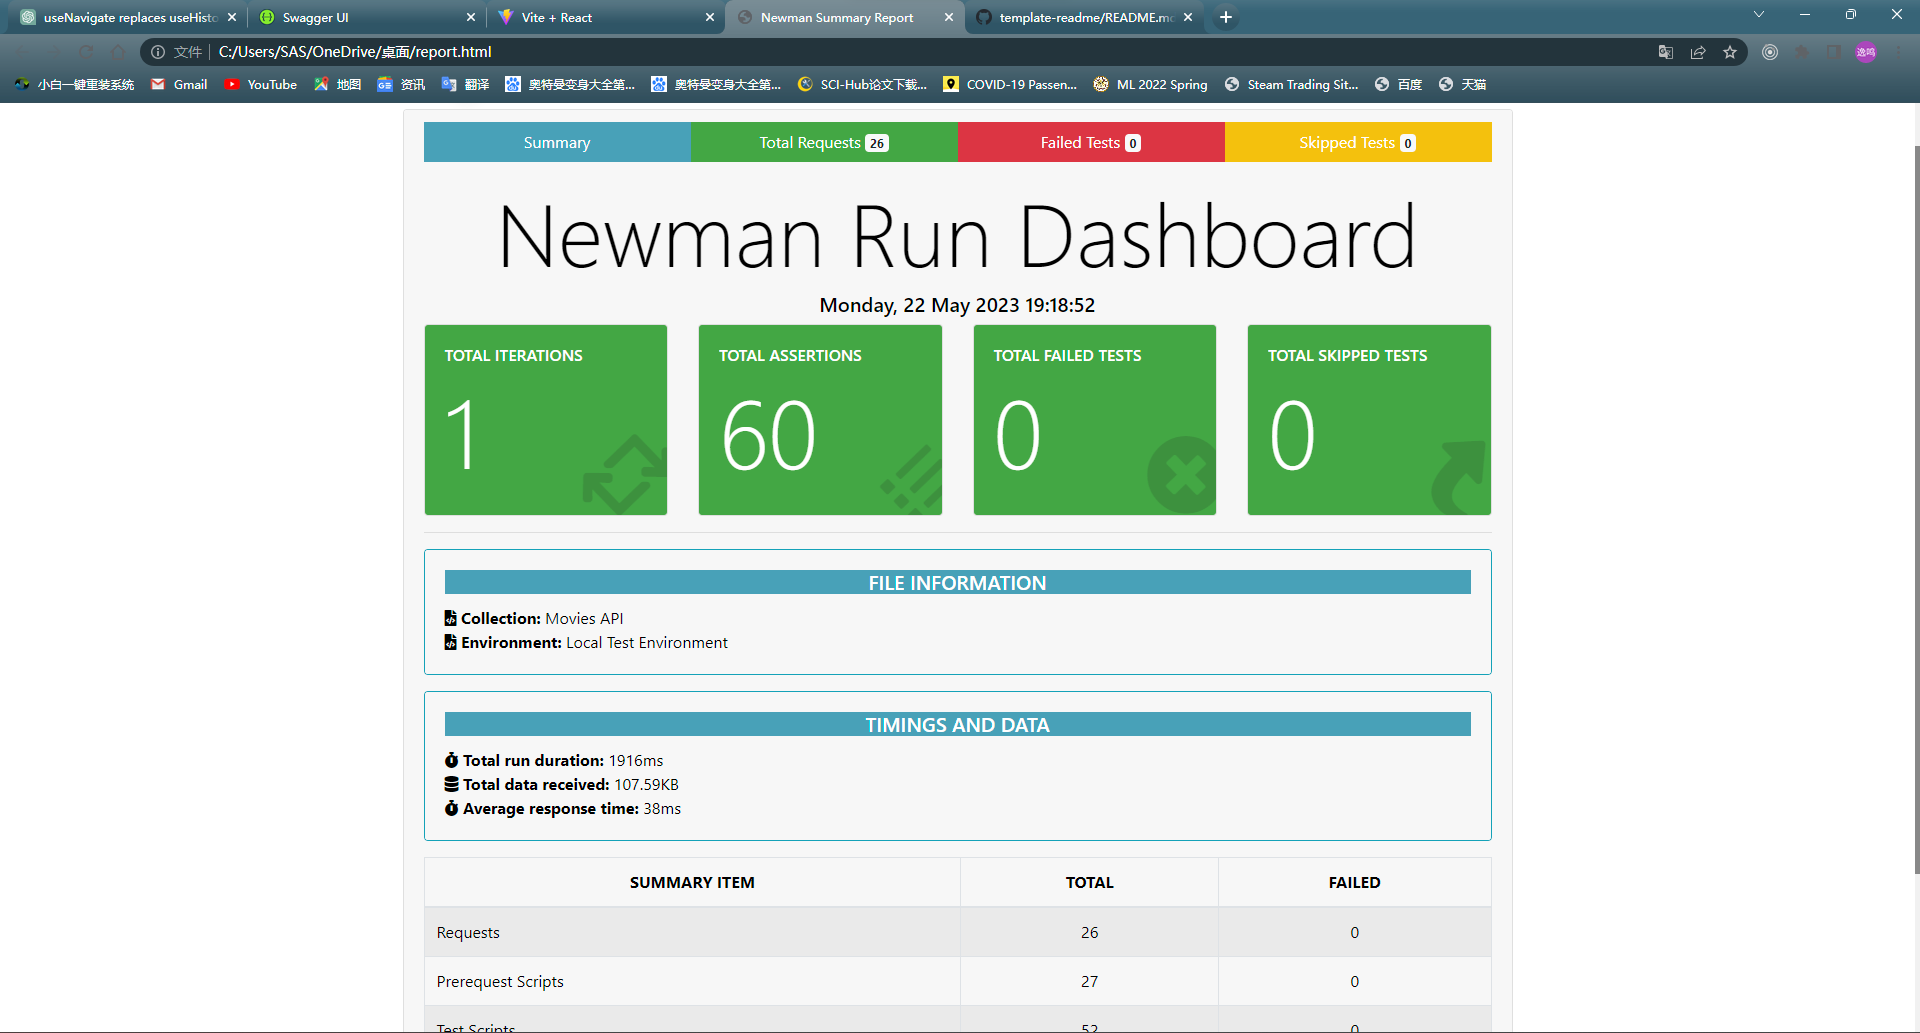 useNavigate replaces useHisto
Swagger UI
Vite + React
Newman Summary Report
template-readme/README.mc
文件
C:/Users/SAS/OneDrive/桌面/report.html
逸鸣
小白一键重装系统
Gmail
YouTube
地图
资讯
翻译
奥特曼变身大全第...
奥特曼变身大全第...
SCI-Hub论文下载...
COVID-19 Passen...
ML 2022 Spring
Steam Trading Sit...
百度
天猫
Summary
Total Requests 26
Failed Tests 0
Skipped Tests 0
Newman Run Dashboard
Monday, 22 May 2023 19:18:52
TOTAL ITERATIONS
1
TOTAL ASSERTIONS
60
TOTAL FAILED TESTS
0
TOTAL SKIPPED TESTS
0
FILE INFORMATION
Collection: Movies API
Environment: Local Test Environment
TIMINGS AND DATA
Total run duration: 1916ms
Total data received: 107.59KB
Average response time: 38ms
SUMMARY ITEM TOTAL FAILED
Requests 26 0
Prerequest Scripts 27 0
Test Scripts 52 0